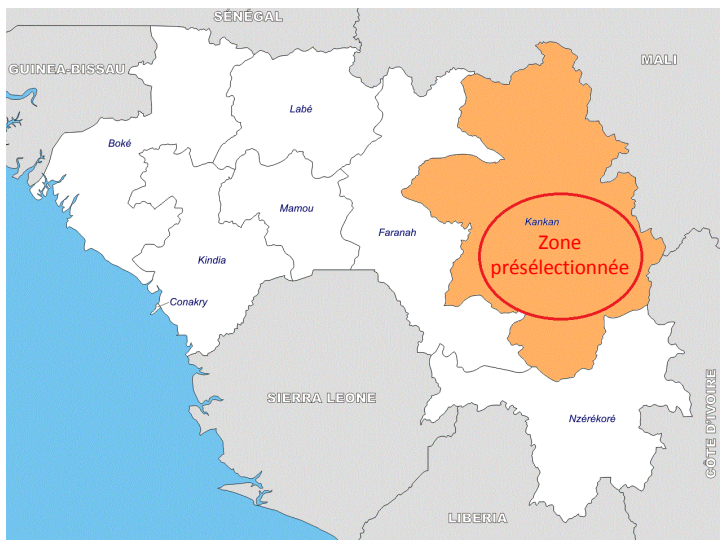 SÉNÉGAL
MALI
GUINEA-BISSAU
Labé
Boké
Mamou
Kankan
Faranah
Zone
présélectionnée
Kindia
Conakry
SIERRA LEONE
CÔTE D'IVOIRE
Nzérékoré
LIBERIA